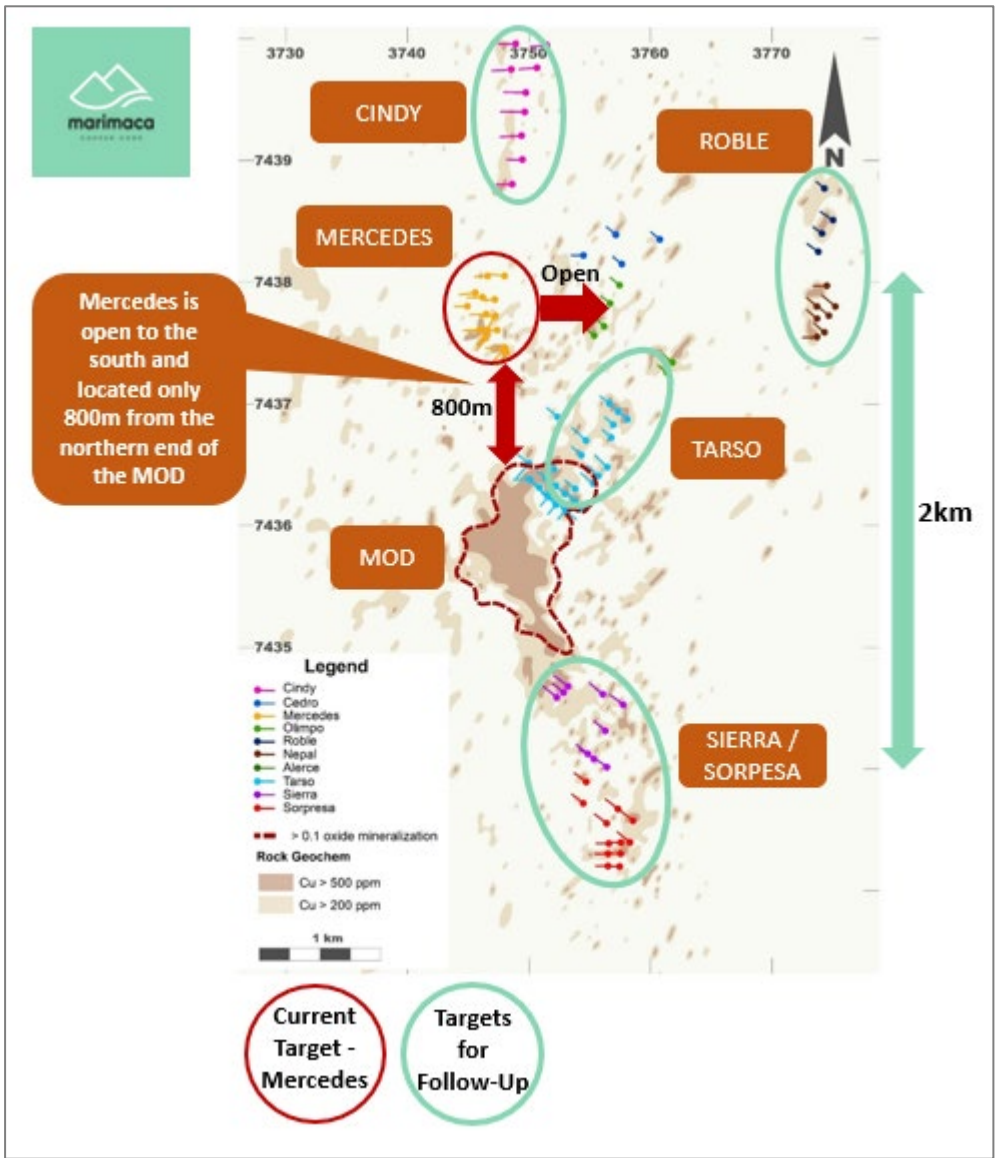 marimaca
COPPER CORP
3730
3740
3750
3760
3770
CINDY
ROBLE
N
7439
MERCEDES
Open
7438
Mercedes is
open to the
south and
located only
800m from the
northern end of
the MOD
800m
7437
TARSO
2km
7436
MOD
7435
Legend
Cindy
Cedro
Mercedes
Olimpo
Roble
Nepal
Alerce
Tarso
Sierra
Sorpresa
SIERRA /
SORPESA
> 0.1 oxide mineralization
Rock Geochem
Cu > 500 ppm
Cu > 200 ppm
1 km
Current
Target -
Mercedes
Targets
for
Follow-Up